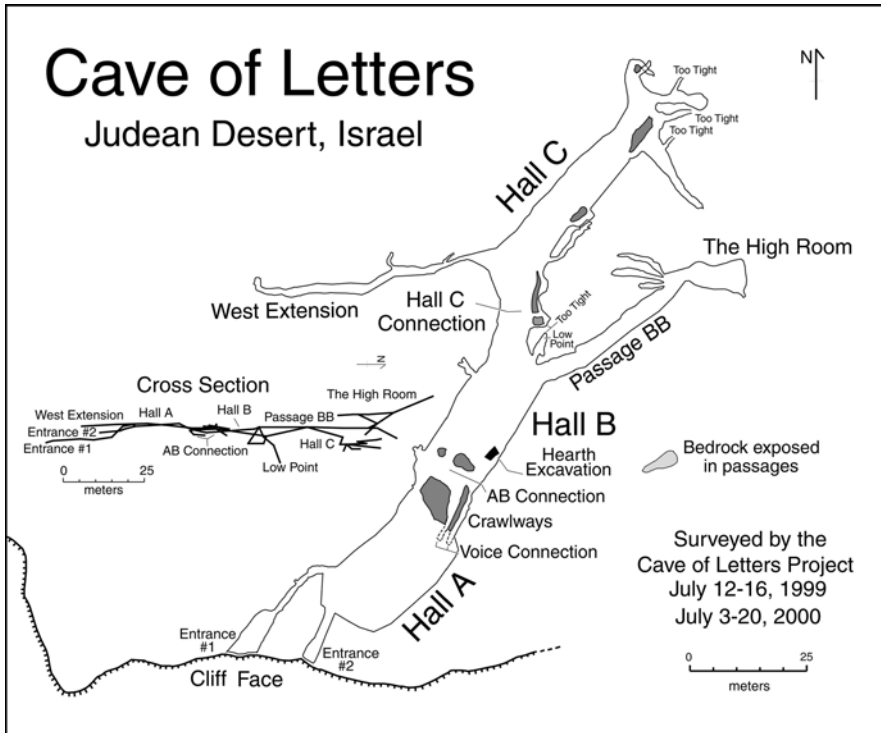 Cave of Letters
Judean Desert, Israel
N
Too Tight
Too Tight
Too Tight
Hall C
The High Room
West Extension
Hall C
Connection
Too Tight
Low
Point
Passage BB
N
Cross Section
The High Room
West Extension
Hall A
Hall B
Passage BB
Entrance #2
Entrance #1
AB Connection
Hall C
Low Point
0
25
meters
Hall B
Hearth
Excavation
Bedrock exposed
in passages
AB Connection
Crawlways
Voice Connection
Hall A
Surveyed by the
Cave of Letters Project
July 12-16, 1999
July 3-20, 2000
Entrance
#1
Entrance
#2
Cliff Face
0
25
meters